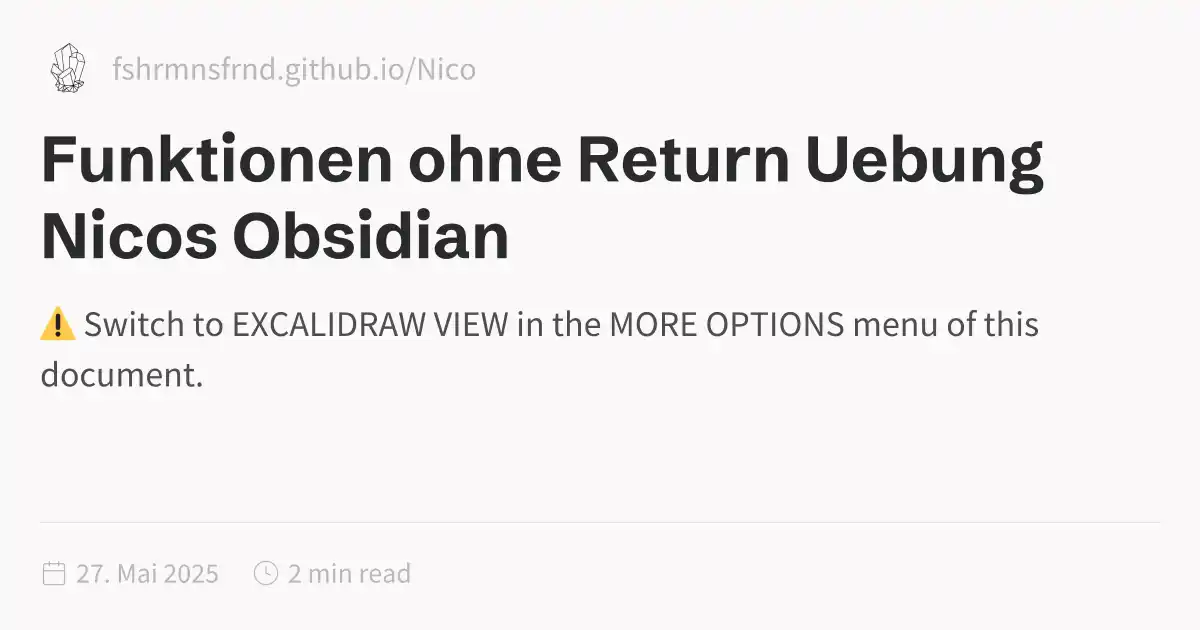 fshrmnsfrnd.github.io/Nico
Funktionen ohne Return Uebung
Nicos Obsidian
⚠️ Switch to EXCALIDRAW VIEW in the MORE OPTIONS menu of this
document.
27. Mai 2025 2 min read